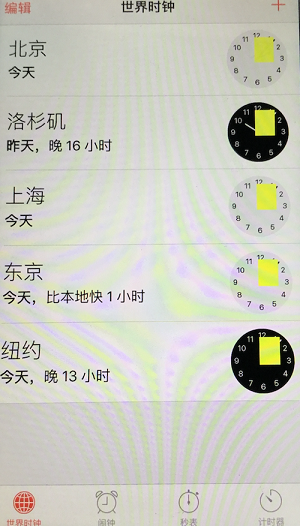 编辑 世界时钟 +
北京
今天
洛杉矶
昨天，晚 16 小时
上海
今天
东京
今天，比本地快 1 小时
纽约
今天，晚 13 小时
世界时钟 闹钟 秒表 计时器